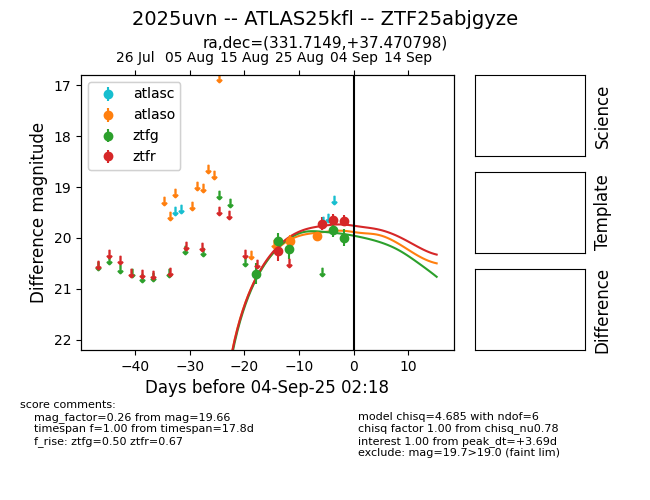 2025uvn -- ATLAS25kfl -- ZTF25abjgyze
ra,dec=(331.7149,+37.470798)
26 Jul 05 Aug 15 Aug 25 Aug 04 Sep 14 Sep
17
18
19
20
21
22
Difference magnitude
atlasc
atlaso
ztfg
ztfr
−40 −30 −20 −10 0 10
Days before 04-Sep-25 02:18
Science
Template
Difference
score comments:
mag_factor=0.26 from mag=19.66
timespan f=1.00 from timespan=17.8d
f_rise: ztfg=0.50 ztfr=0.67
model chisq=4.685 with ndof=6
chisq factor 1.00 from chisq_nu0.78
interest 1.00 from peak_dt=+3.69d
exclude: mag=19.7>19.0 (faint lim)